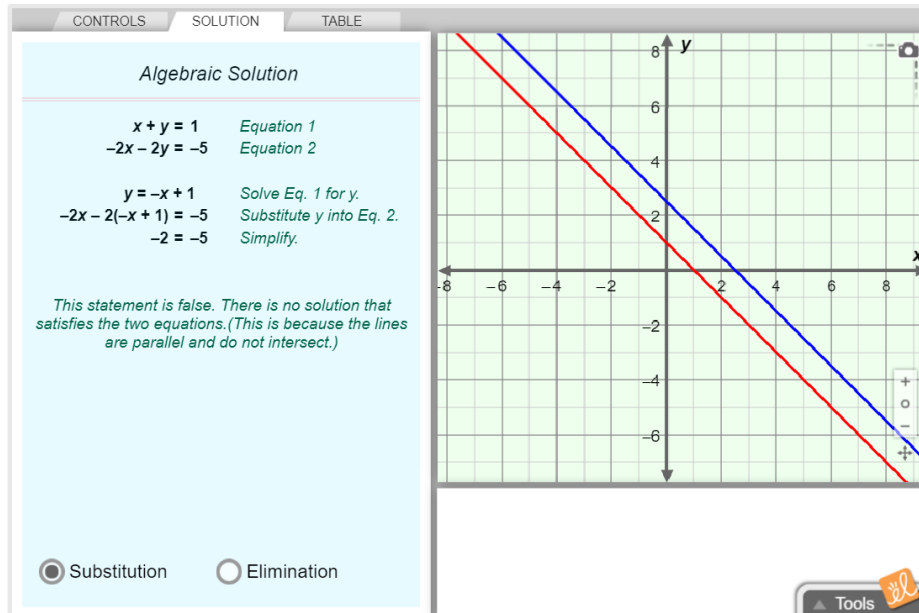 CONTROLS SOLUTION TABLE
Algebraic Solution
x + y = 1 Equation 1
–2x – 2y = –5 Equation 2
y = –x + 1 Solve Eq. 1 for y.
–2x – 2(–x + 1) = –5 Substitute y into Eq. 2.
–2 = –5 Simplify.
This statement is false. There is no solution that
satisfies the two equations.(This is because the lines
are parallel and do not intersect.)
Substitution Elimination
y
8
6
4
2
x
-8 –6 –4 –2 2 4 6 8
–2
–4
–6
+
–
Tools